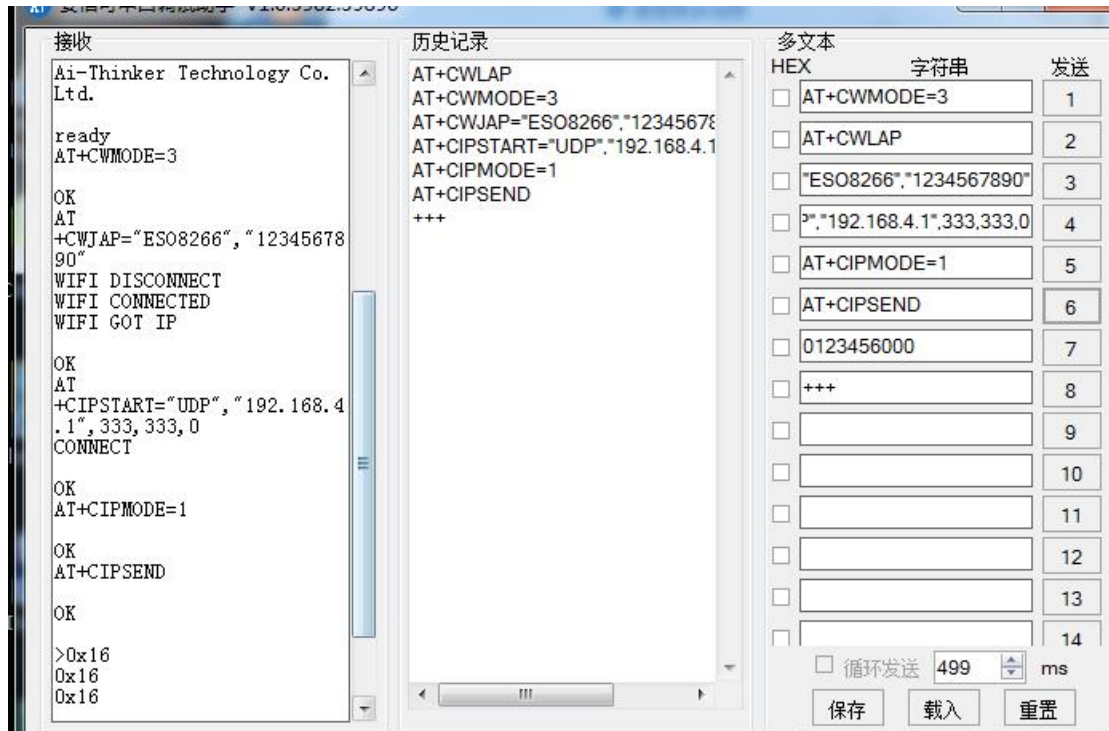 接收
Ai-Thinker Technology Co.
Ltd.
ready
AT+CWMODE=3
OK
AT
+CWJAP="ESO8266","12345678
90"
WIFI DISCONNECT
WIFI CONNECTED
WIFI GOT IP
OK
AT
+CIPSTART="UDP","192.168.4
.1",333,333,0
CONNECT
OK
AT+CIPMODE=1
OK
AT+CIPSEND
OK
>0x16
0x16
0x16
历史记录
AT+CWLAP
AT+CWMODE=3
AT+CWJAP="ESO8266","12345678
AT+CIPSTART="UDP","192.168.4.1
AT+CIPMODE=1
AT+CIPSEND
+++
多文本
HEX 字符串 发送
AT+CWMODE=3 1
AT+CWLAP 2
"ESO8266","1234567890" 3
","192.168.4.1",333,333,0 4
AT+CIPMODE=1 5
AT+CIPSEND 6
0123456000 7
+++ 8
9
10
11
12
13
14
循环发送 499 ms
保存 载入 重置